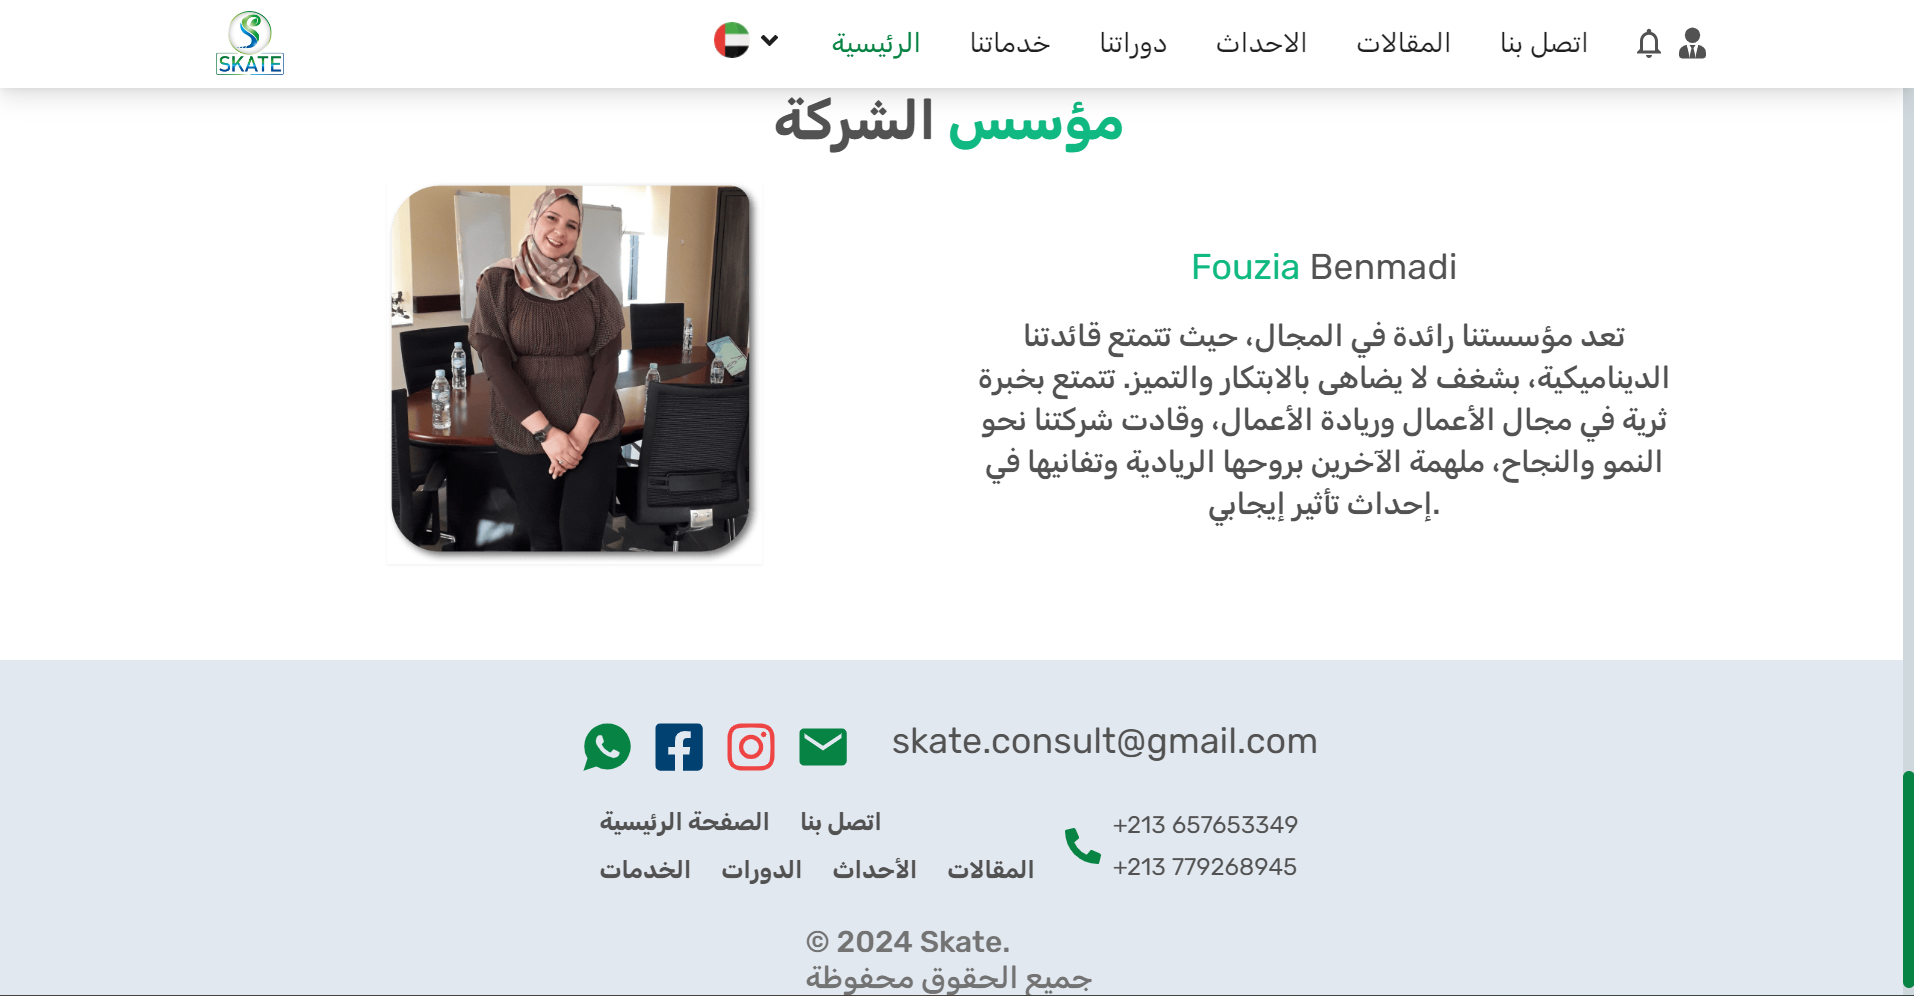 SKATE
الرئيسية
خدماتنا
دوراتنا
الاحداث
المقالات
اتصل بنا
مؤسس الشركة
Fouzia Benmadi
تعد مؤسستنا رائدة في المجال، حيث تتمتع قائدتنا
الديناميكية، بشغف لا يضاهى بالابتكار والتميز. تتمتع بخبرة
ثرية في مجال الأعمال وريادة الأعمال، وقادت شركتنا نحو
النمو والنجاح، ملهمة الآخرين بروحها الريادية وتفانيها في
إحداث تأثير إيجابي.
skate.consult@gmail.com
الصفحة الرئيسية
اتصل بنا
+213 657653349
الخدمات
الدورات
الأحداث
المقالات
+213 779268945
© 2024 Skate.
جميع الحقوق محفوظة